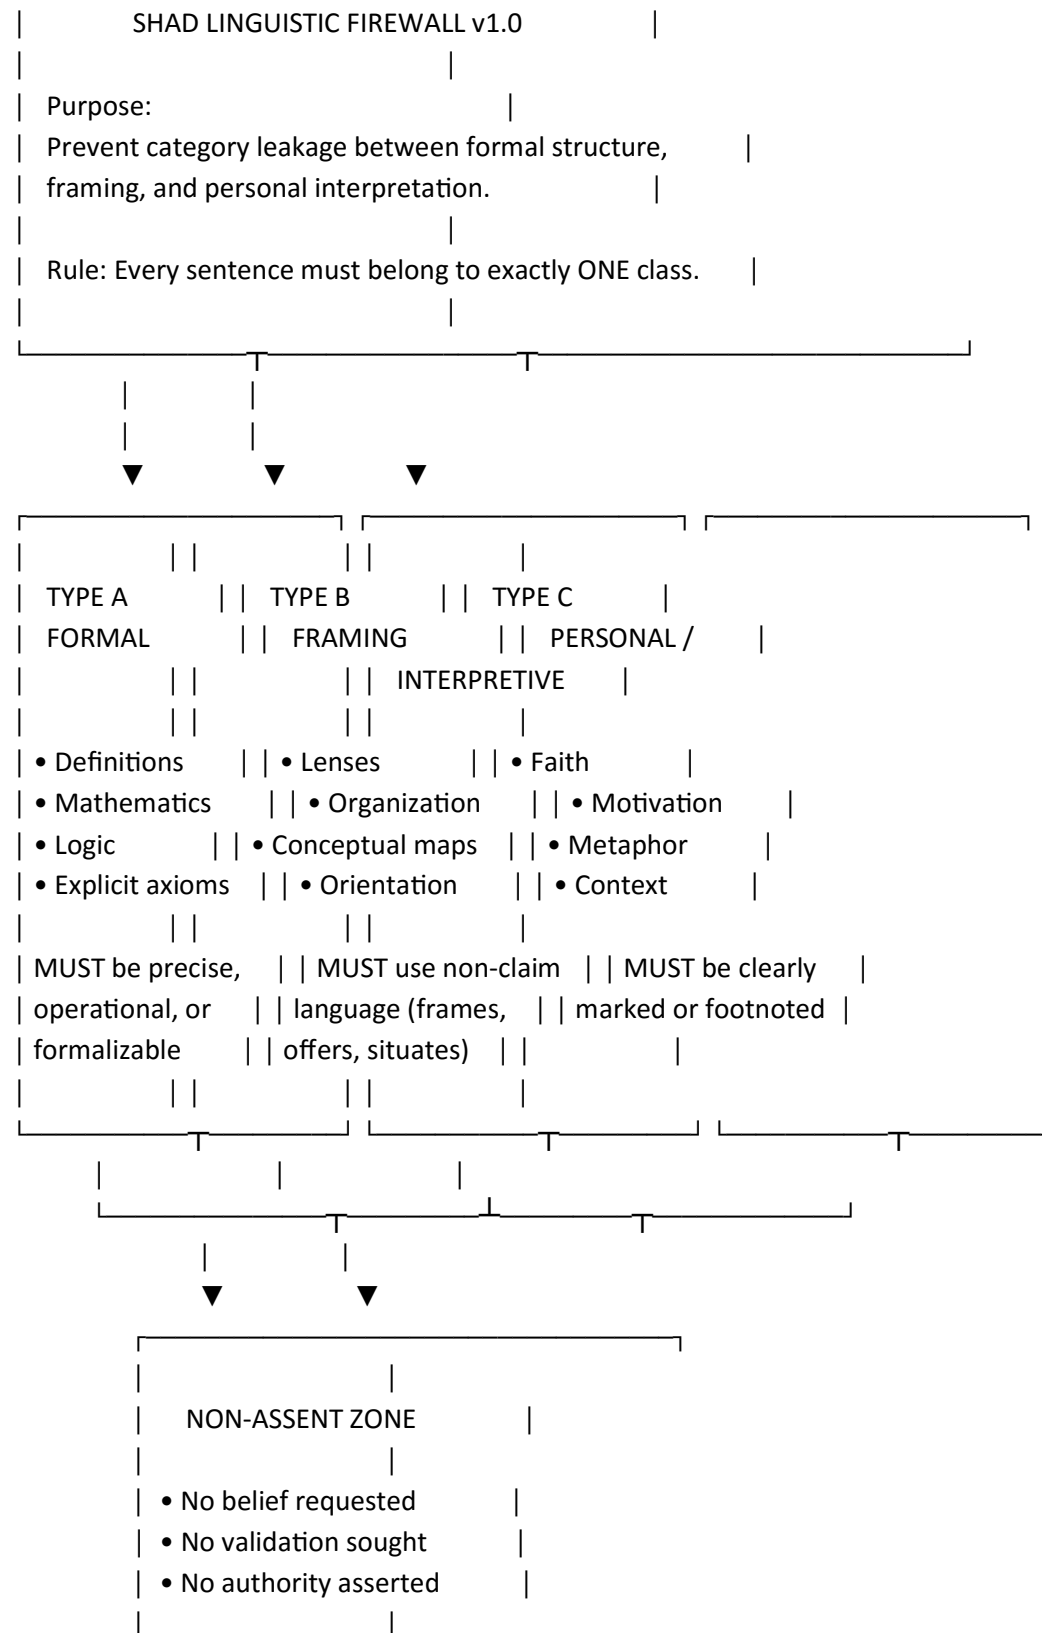 SHAD LINGUISTIC FIREWALL v1.0
Purpose:
Prevent category leakage between formal structure,
framing, and personal interpretation.
Rule: Every sentence must belong to exactly ONE class.
▼ ▼ ▼
TYPE A | | TYPE B | | TYPE C
FORMAL | | FRAMING | | PERSONAL /
INTERPRETIVE
• Definitions | | • Lenses | | • Faith
• Mathematics | | • Organization | | • Motivation
• Logic | | • Conceptual maps | | • Metaphor
• Explicit axioms | | • Orientation | | • Context
MUST be precise, | | MUST use non-claim | | MUST be clearly
operational, or | | language (frames, | | marked or footnoted
formalizable | | offers, situates) | |
▼ ▼
NON-ASSENT ZONE
• No belief requested
• No validation sought
• No authority asserted